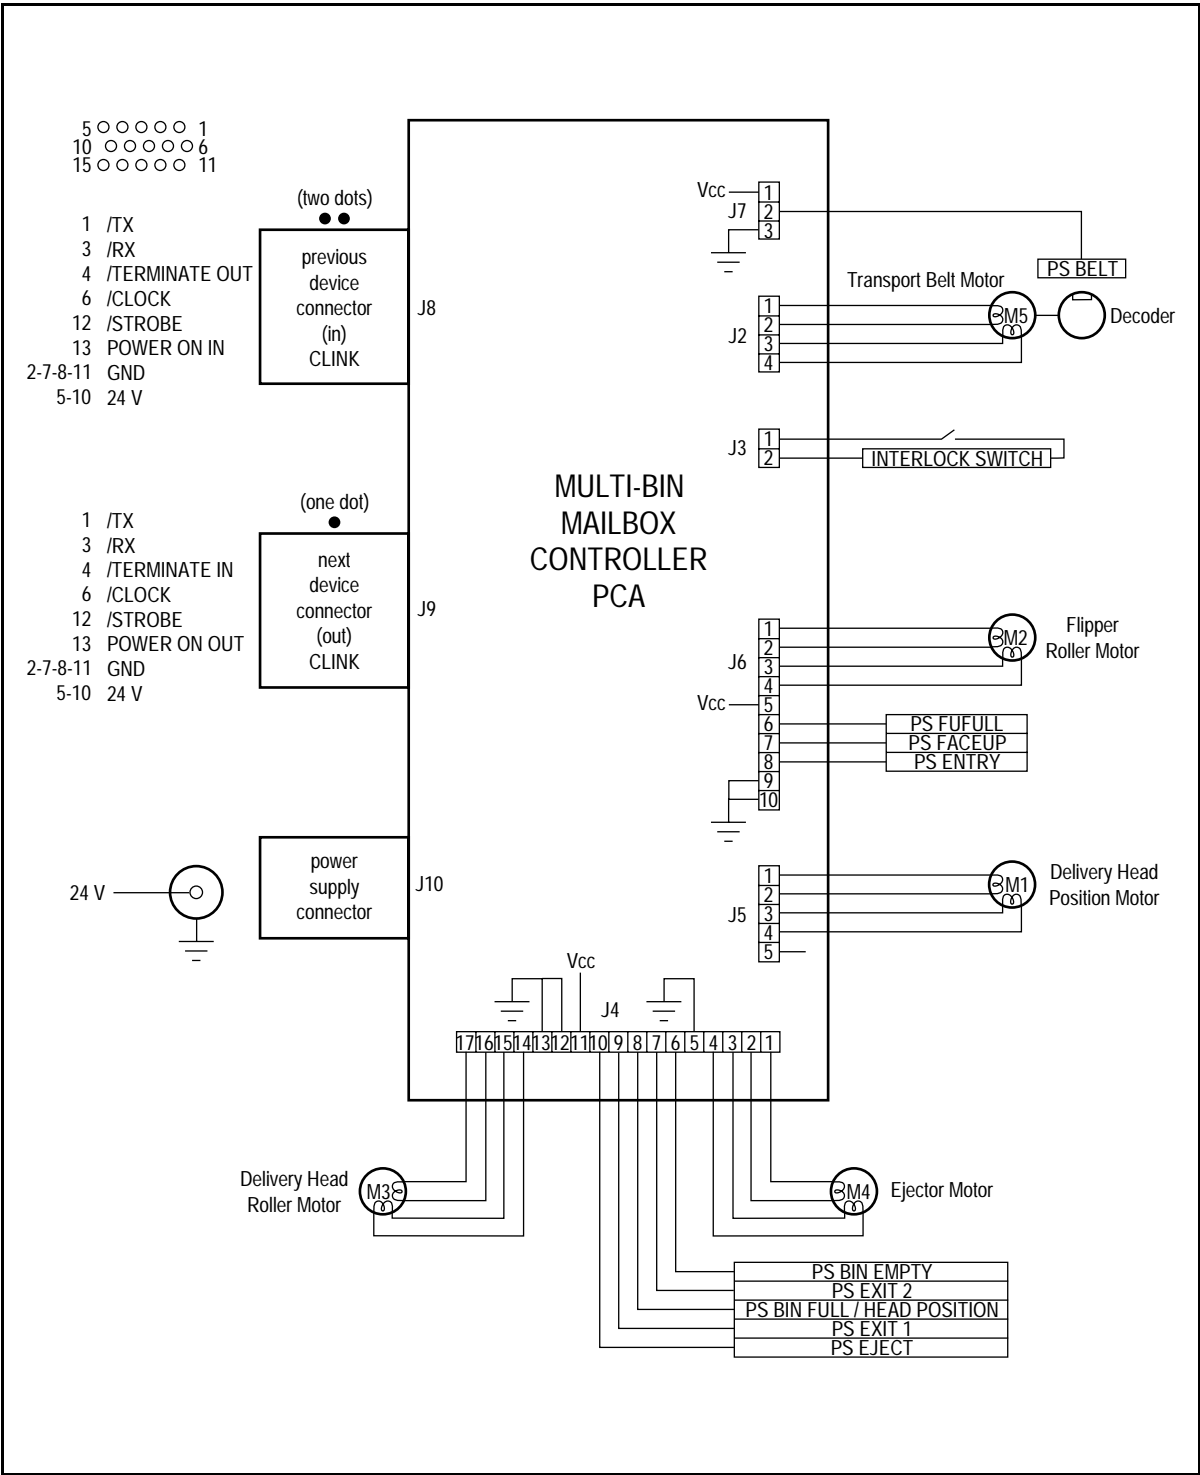 5 1
10 6
15 11
(two dots)
1 /TX
3 /RX
4 /TERMINATE OUT
6 /CLOCK
12 /STROBE
13 POWER ON IN
2-7-8-11 GND
5-10 24 V
previous
device
connector
(in)
CLINK
J8
(one dot)
1 /TX
3 /RX
4 /TERMINATE IN
6 /CLOCK
12 /STROBE
13 POWER ON OUT
2-7-8-11 GND
5-10 24 V
next
device
connector
(out)
CLINK
J9
24 V
power
supply
connector
J10
MULTI-BIN
MAILBOX
CONTROLLER
PCA
Vcc
J7
1
2
3
PS BELT
Transport Belt Motor
J2
1
2
3
4
M5
Decoder
J3
1
2
INTERLOCK SWITCH
J6
Vcc
1
2
3
4
5
6
7
8
9
10
M2
Flipper
Roller Motor
PS FUFULL
PS FACEUP
PS ENTRY
J5
1
2
3
4
5
M1
Delivery Head
Position Motor
Vcc
J4
17 16 15 14 13 12 11 10 9 8 7 6 5 4 3 2 1
Delivery Head
Roller Motor
M3
M4
Ejector Motor
PS BIN EMPTY
PS EXIT 2
PS BIN FULL / HEAD POSITION
PS EXIT 1
PS EJECT